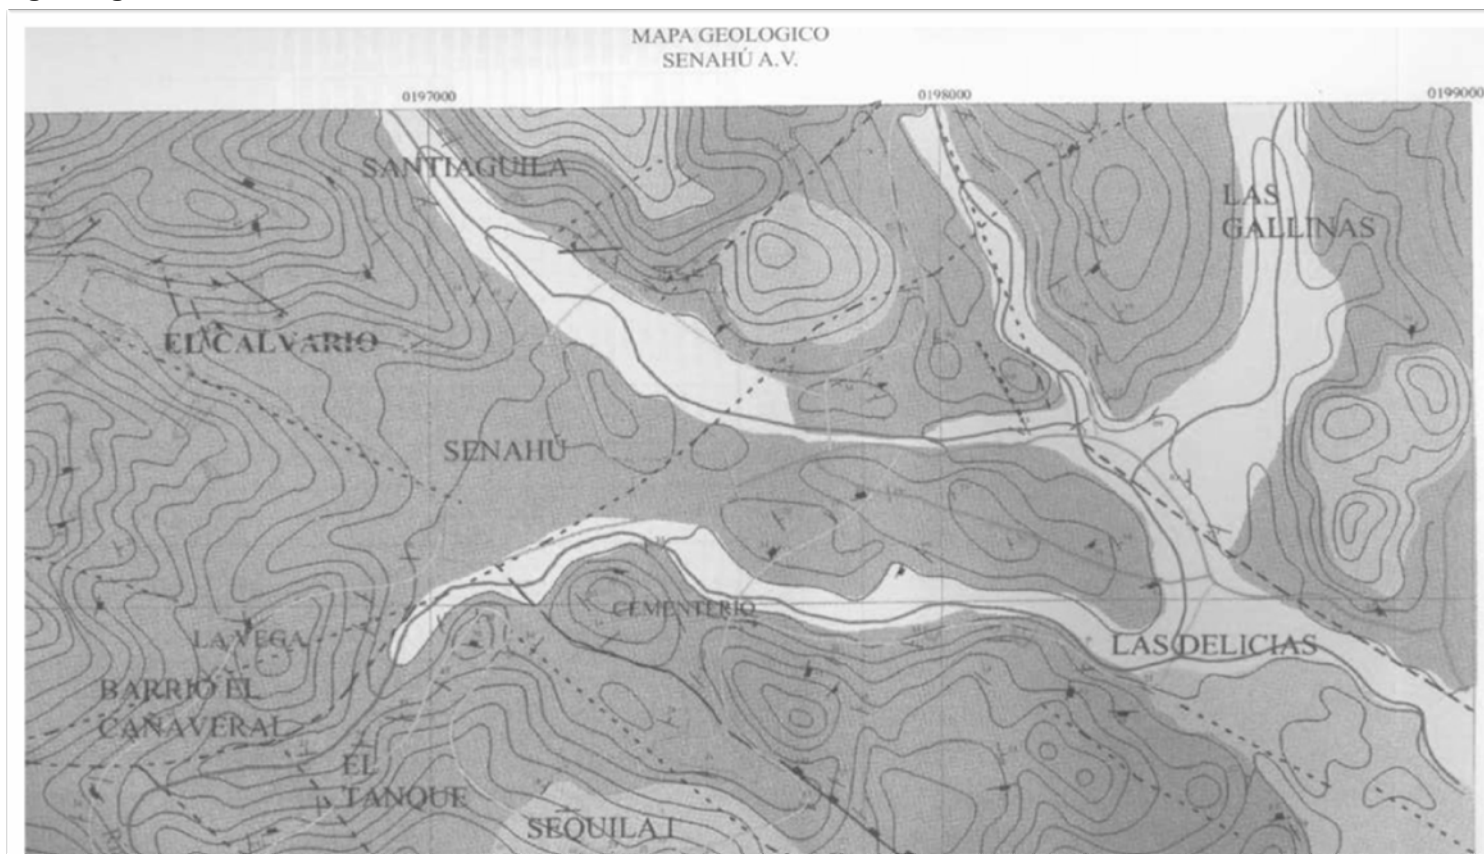 MAPA GEOLOGICO
SENAHÚ A.V.
0197000
0198000
0199000
SANTIAGUILA
LAS
GALLINAS
EL CALVARIO
SENAHÚ
CEMENTERIO
LA VEGA
LAS DELICIAS
BARRIO EL
CAÑAVERAL
EL
TANQUE
SEQUILA I